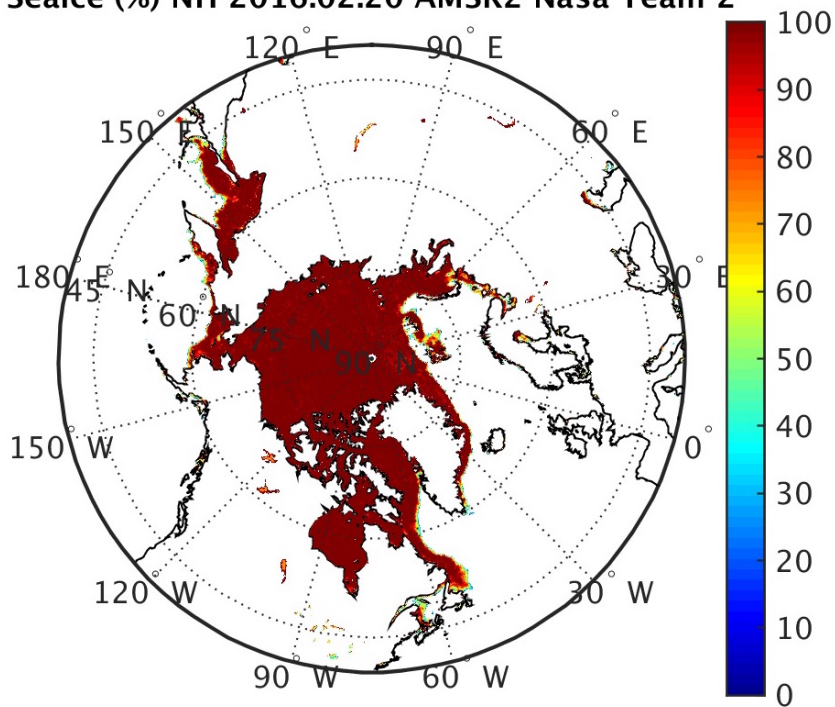 SeaIce (%) NH 2016.02.20 AMSR2 Nasa Team 2
120° E
90° E
100
90
150° E
60° E
80
70
180° E
45° N
30° E
60
60° N
75° N
90° N
50
150° W
0°
40
30
120° W
30° W
20
10
90° W
60° W
0